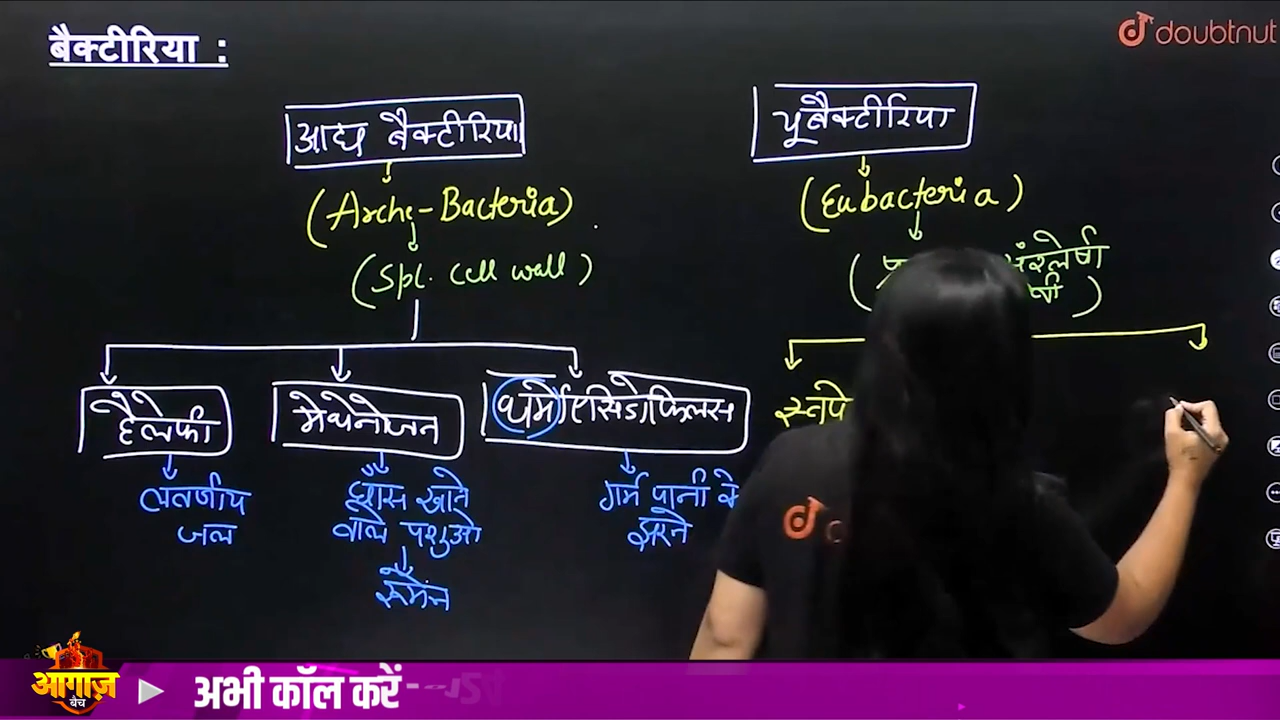 बैक्टीरिया :
doubtnut
आद्य बैक्टीरिया
(Arche-Bacteria)
(Spl. Cell wall)
हैलेफी
लवणीय
जल
मेथेनोजन
घास खाने
वाले पशुओ
रूमेन
थर्मोएसिडोफिलस
गर्म पानी के
झरने
यूबैक्टीरिया
(Eubacteria)
आगाज़
बैच
अभी कॉल करें